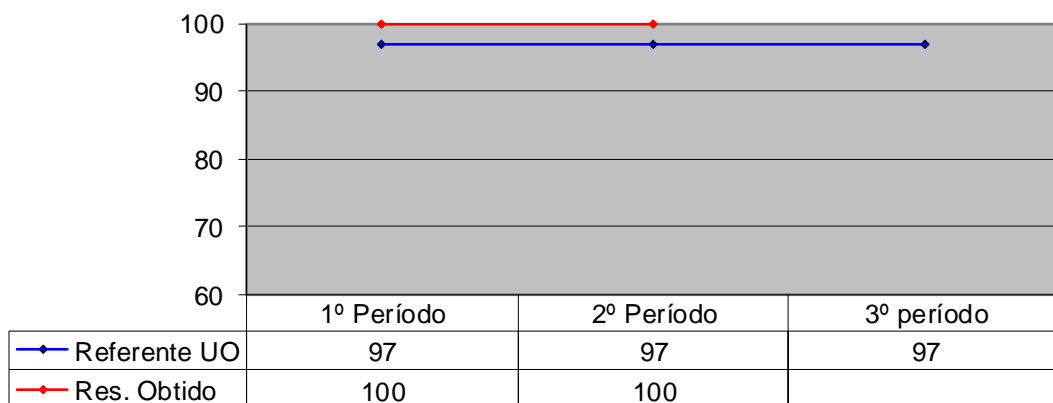 100
90
80
70
60
1º Período 2º Período 3º período
Referente UO 97 97 97
Res. Obtido 100 100